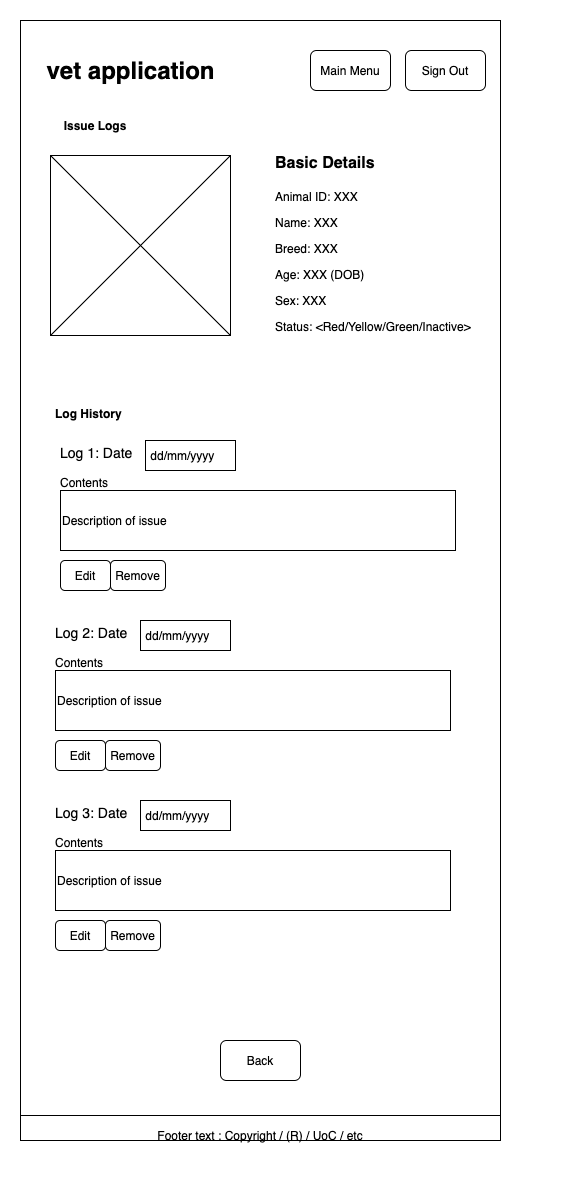 vet application
Main Menu
Sign Out
Issue Logs
Basic Details
Animal ID: XXX
Name: XXX
Breed: XXX
Age: XXX (DOB)
Sex: XXX
Status: <Red/Yellow/Green/Inactive>
Log History
Log 1: Date
dd/mm/yyyy
Contents
Description of issue
Edit
Remove
Log 2: Date
dd/mm/yyyy
Contents
Description of issue
Edit
Remove
Log 3: Date
dd/mm/yyyy
Contents
Description of issue
Edit
Remove
Back
Footer text : Copyright / (R) / UoC / etc